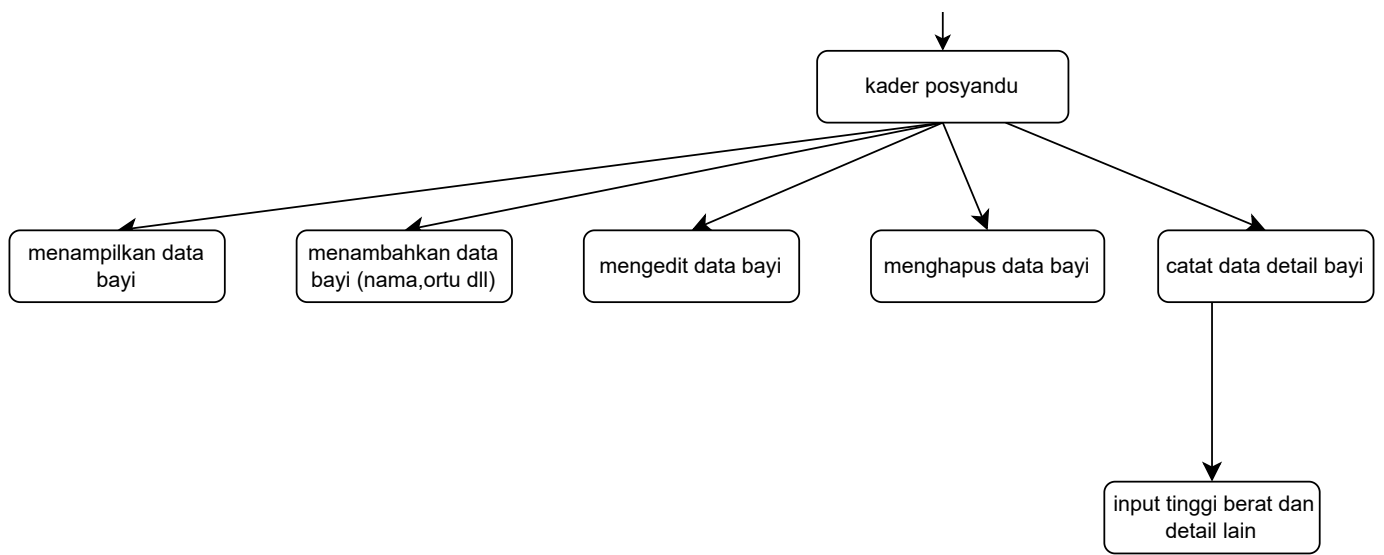 kader posyandu
menampilkan data
bayi
menambahkan data
bayi (nama,ortu dll)
mengedit data bayi
menghapus data bayi
catat data detail bayi
input tinggi berat dan
detail lain